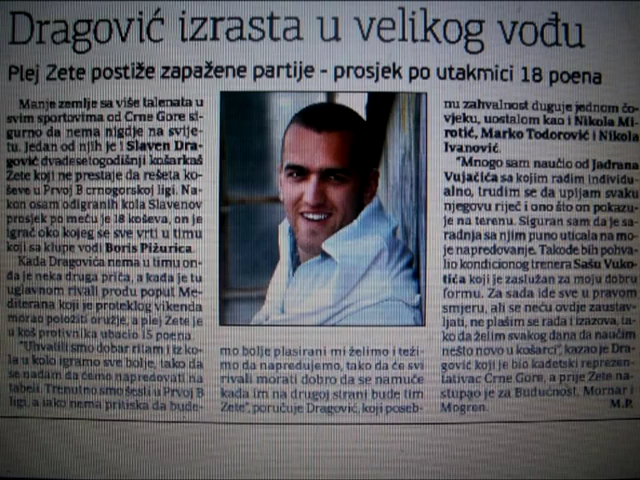 Dragović izrasta u velikog vođu
Plej Zete postiže zapažene partije - prosjek po utakmici 18 poena
Manje zemlje sa više talenata u
svim sportovima od Crne Gore si-
gurno da nema nigdje na svije-
tu. Jedan od njih je i Slaven Dra-
gović dvadesetogodišnji košarkaš
Zete koji ne prestaje da rešeta ko-
ševe u Prvoj B crnogorskoj ligi. Na-
kon osam odigranih kola Slavenov
prosjek po meču je 18 koševa, on je
igrač oko kojeg se sve vrti u timu
koji sa klupe vodi Boris Pižurica.
Kada Dragovića nema u timu on-
da je neka druga priča, a kada je tu
uglavnom rivali prođu poput Me-
diterana koji je proteklog vikenda
morao položiti oružje, a plej Zete je
u koš protivnika ubacio 15 poena.
"Uhvatili smo dobar ritam i iz ko-
la u kolo igramo sve bolje, tako da
se nadam da ćemo napredovati na
tabeli. Trenutno smo šesti u Prvoj B
ligi, a iako nema pritiska da bude-
mo bolje plasirani mi želimo i teži-
mo da napredujemo, tako da će svi
rivali morati dobro da se namuče
kada im na drugoj strani bude tim
Zete", poručuje Dragović, koji poseb-
nu zahvalnost duguje jednom čo-
vjeku, uostalom kao i Nikola Mi-
rotić, Marko Todorović i Nikola
Ivanović.
"Mnogo sam naučio od Jadrana
Vujačića sa kojim radim individu-
alno, trudim se da upijam svaku
njegovu riječ i ono što on pokazu-
je na terenu. Siguran sam da je sa-
radnja sa njim puno uticala na mo-
je napredovanje. Takođe bih pohva-
lio kondicionog trenera Sašu Vuko-
tića koji je zaslužan za moju dobru
formu. Za sada ide sve u pravom
smjeru, ali se neću ovdje zaustav-
ljati, ne plašim se rada i izazova, ta-
ko da želim svakog dana da naučim
nešto novo u košarci", kazao je Dra-
gović koji je bio kadetski reprezen-
tativac Crne Gore, a prije Zete na-
stupao je za Budućnost, Mornar i
Mogren.
M.P.